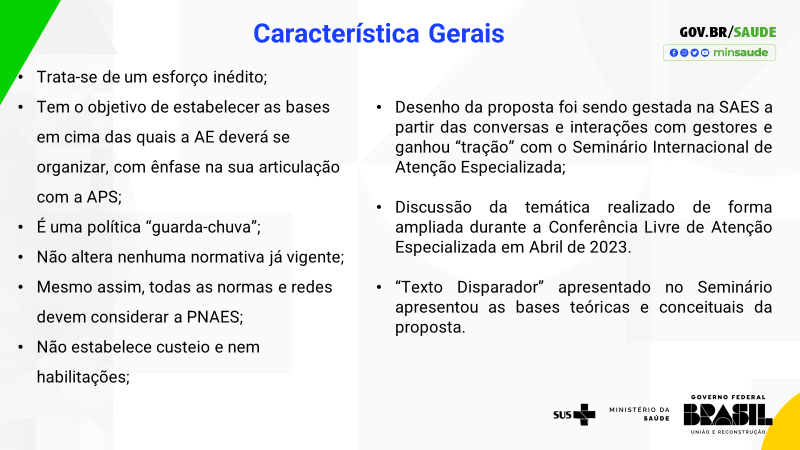 Característica Gerais
GOV.BR/SAUDE
minsaude
• Trata-se de um esforço inédito;
• Tem o objetivo de estabelecer as bases
em cima das quais a AE deverá se
organizar, com ênfase na sua articulação
com a APS;
• É uma política “guarda-chuva”;
• Não altera nenhuma normativa já vigente;
• Mesmo assim, todas as normas e redes
devem considerar a PNAES;
• Não estabelece custeio e nem
habilitações;
• Desenho da proposta foi sendo gestada na SAES a
partir das conversas e interações com gestores e
ganhou “tração” com o Seminário Internacional de
Atenção Especializada;
• Discussão da temática realizado de forma
ampliada durante a Conferência Livre de Atenção
Especializada em Abril de 2023.
• “Texto Disparador” apresentado no Seminário
apresentou as bases teóricas e conceituais da
proposta.
SUS
MINISTÉRIO DA
SAÚDE
GOVERNO FEDERAL
BRASIL
UNIÃO E RECONSTRUÇÃO